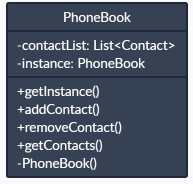 PhoneBook
-contactList: List<Contact>
-instance: PhoneBook
+getInstance()
+addContact()
+removeContact()
+getContacts()
-PhoneBook()